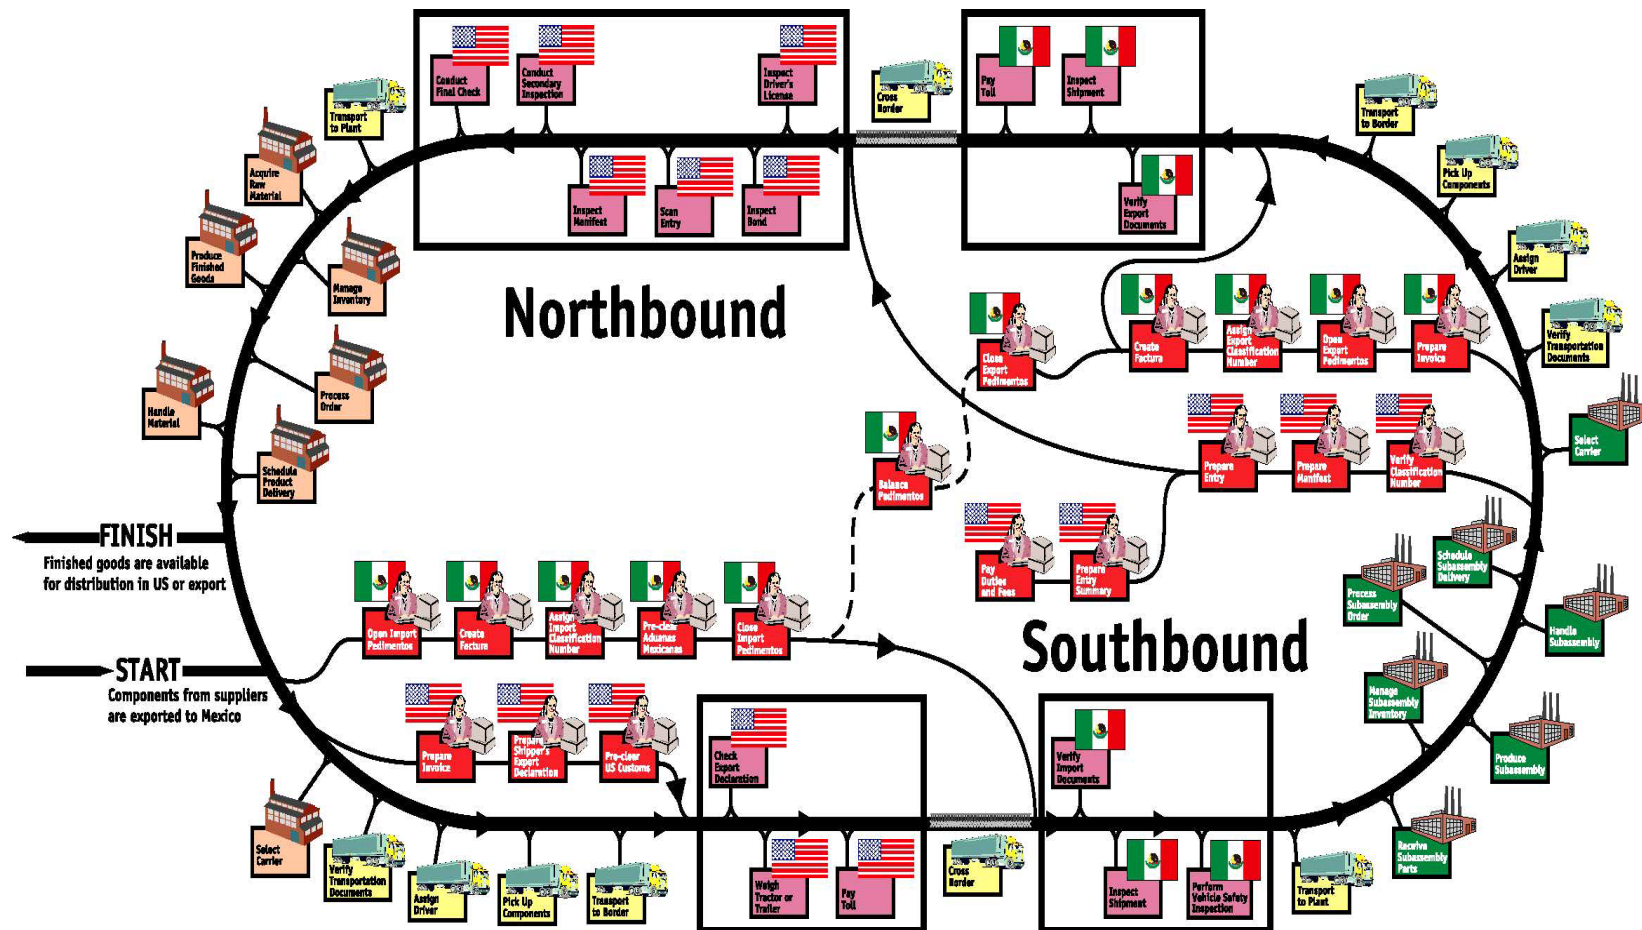 Conduct
Final Check
Conduct
Secondary
Inspection
Inspect
Driver's
License
Cross
Border
Pay
Toll
Inspect
Shipment
Transport
to Plant
Transport
to Border
Pick Up
Components
Acquire
Raw
Material
Inspect
Manifest
Scan
Entry
Inspect
Bond
Verify
Export
Documents
Produce
Finished
Goods
Manage
Inventory
Assign
Driver
Northbound
Verify
Transportation
Documents
Close
Export
Pedimentos
Create
Factura
Assign
Export
Classification
Number
Open
Export
Pedimentos
Prepare
Invoice
Process
Order
Handle
Material
Select
Carrier
Schedule
Product
Delivery
Balance
Pedimentos
Prepare
Entry
Prepare
Manifest
Verify
Classification
Number
FINISH
Finished goods are available
for distribution in US or export
Pay
Duties
and Fees
Prepare
Entry
Summary
Process
Subassembly
Order
Schedule
Subassembly
Delivery
Handle
Subassembly
Open Import
Pedimentos
Create
Factura
Assign
Import
Classification
Number
Pre-clear
Aduanas
Mexicanas
Close
Import
Pedimentos
Southbound
START
Components from suppliers
are exported to Mexico
Manage
Subassembly
Inventory
Produce
Subassembly
Prepare
Invoice
Prepare
Shipper's
Export
Declaration
Pre-clear
US Customs
Check
Export
Declaration
Verify
Import
Documents
Select
Carrier
Verify
Transportation
Documents
Assign
Driver
Pick Up
Components
Transport
to Border
Weigh
Tractor or
Trailer
Pay
Toll
Cross
Border
Inspect
Shipment
Perform
Vehicle Safety
Inspection
Transport
to Plant
Receive
Subassembly
Parts